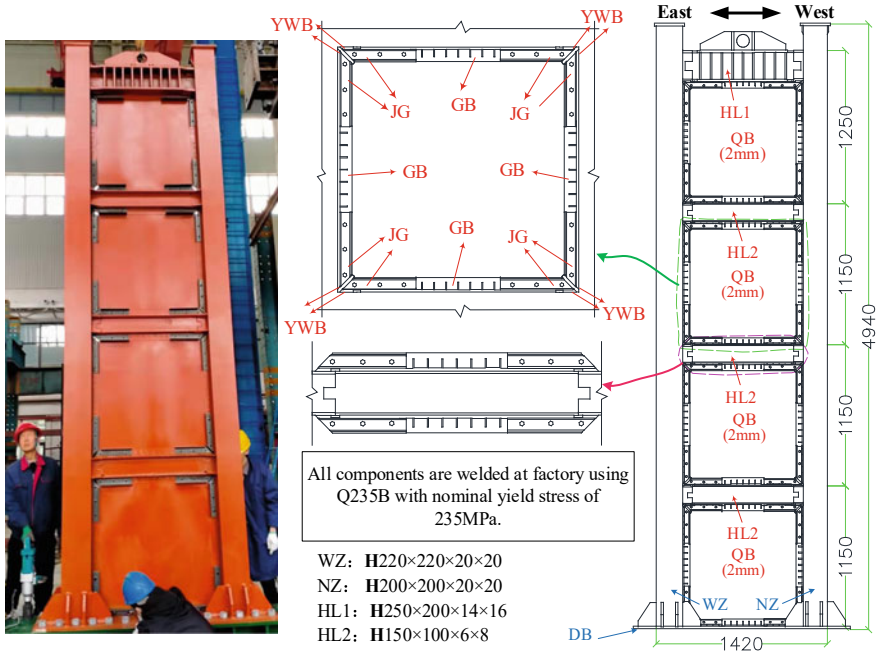 YWB
YWB
JG
GB
JG
GB
GB
JG
GB
JG
YWB
YWB
All components are welded at factory using
Q235B with nominal yield stress of
235MPa.
WZ: H220×220×20×20
NZ: H200×200×20×20
HL1: H250×200×14×16
HL2: H150×100×6×8
East
West
HL1
QB
(2mm)
HL2
QB
(2mm)
HL2
QB
(2mm)
HL2
QB
(2mm)
WZ
NZ
DB
1250
1150
1150
1150
4940
1420